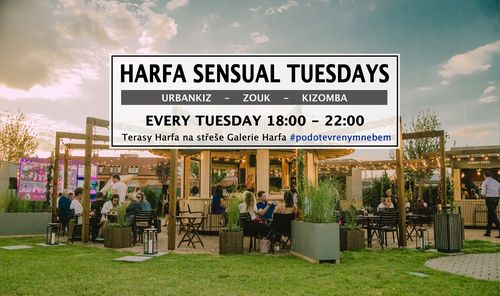 HARFA SENSUAL TUESDAYS
URBANKIZ - ZOUK - KIZOMBA
EVERY TUESDAY 18:00 - 22:00
Terasy Harfa na střeše Galerie Harfa #podotevrenymnebem